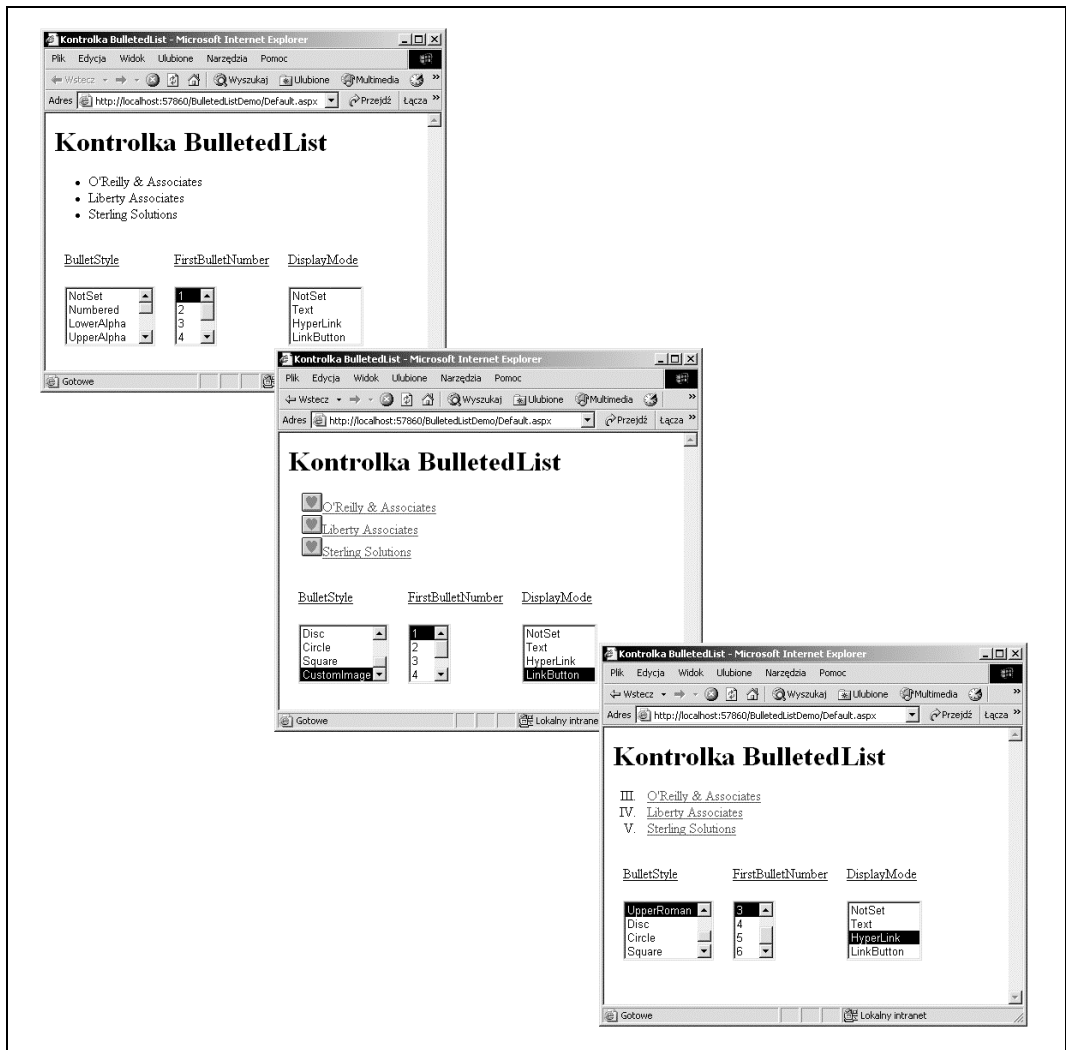 Kontrolka BulletedList - Microsoft Internet Explorer
Plik Edycja Widok Ulubione Narzędzia Pomoc
Wstecz Wyszukaj Ulubione Multimedia »
Adres http://localhost:57860/BulletedListDemo/Default.aspx Przejdź Łącza »
Kontrolka BulletedList
• O'Reilly & Associates
• Liberty Associates
• Sterling Solutions
BulletStyle FirstBulletNumber DisplayMode
NotSet 1 NotSet
Numbered 2 Text
LowerAlpha 3 HyperLink
UpperAlpha 4 LinkButton
Gotowe
Kontrolka BulletedList - Microsoft Internet Explorer
Plik Edycja Widok Ulubione Narzędzia Pomoc
Wstecz Wyszukaj Ulubione Multimedia »
Adres http://localhost:57860/BulletedListDemo/Default.aspx Przejdź Łącza »
Kontrolka BulletedList
O'Reilly & Associates
Liberty Associates
Sterling Solutions
BulletStyle FirstBulletNumber DisplayMode
Disc 1 NotSet
Circle 2 Text
Square 3 HyperLink
CustomImage 4 LinkButton
Gotowe Lokalny intrane
Kontrolka BulletedList - Microsoft Internet Explorer
Plik Edycja Widok Ulubione Narzędzia Pomoc
Wstecz Wyszukaj Ulubione Multimedia »
Adres http://localhost:57860/BulletedListDemo/Default.aspx Przejdź Łącza »
Kontrolka BulletedList
III. O'Reilly & Associates
IV. Liberty Associates
V. Sterling Solutions
BulletStyle FirstBulletNumber DisplayMode
UpperRoman 3 NotSet
Disc 4 Text
Circle 5 HyperLink
Square 6 LinkButton
Gotowe Lokalny intranet